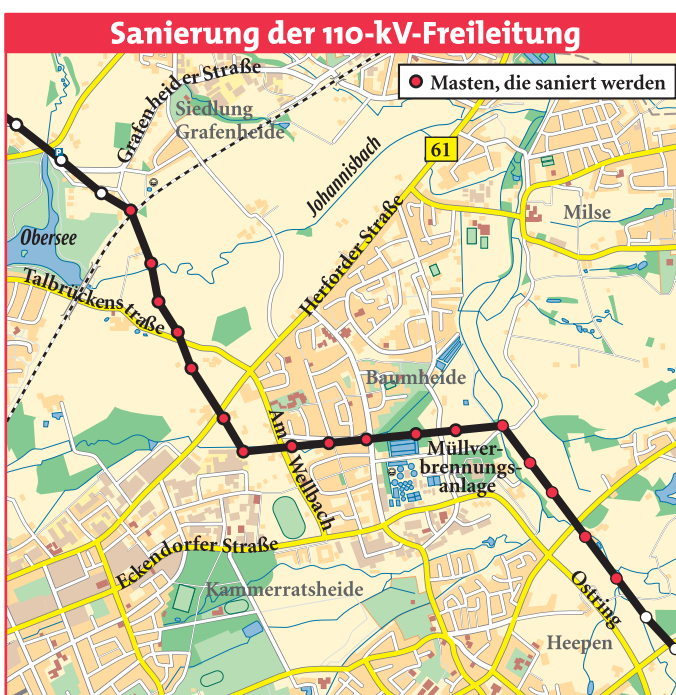 Sanierung der 110-kV-Freileitung
Masten, die saniert werden
Grafenheider Straße
Siedlung
Grafenheide
Johannisbach
61
Milse
Obersee
Herforder Straße
Talbrückenstraße
P
Baumheide
Am Wellbach
Müllver-
brennungs-
anlage
Eckendorfer Straße
Kammerratsheide
Ostring
Heepen